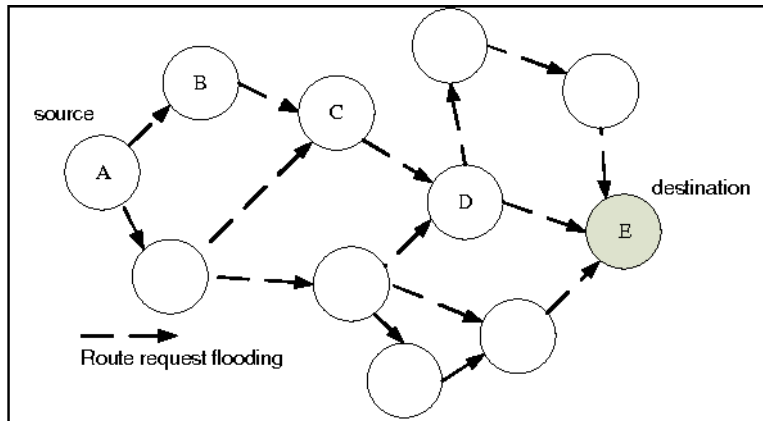 B
source
C
A
destination
D
E
Route request flooding